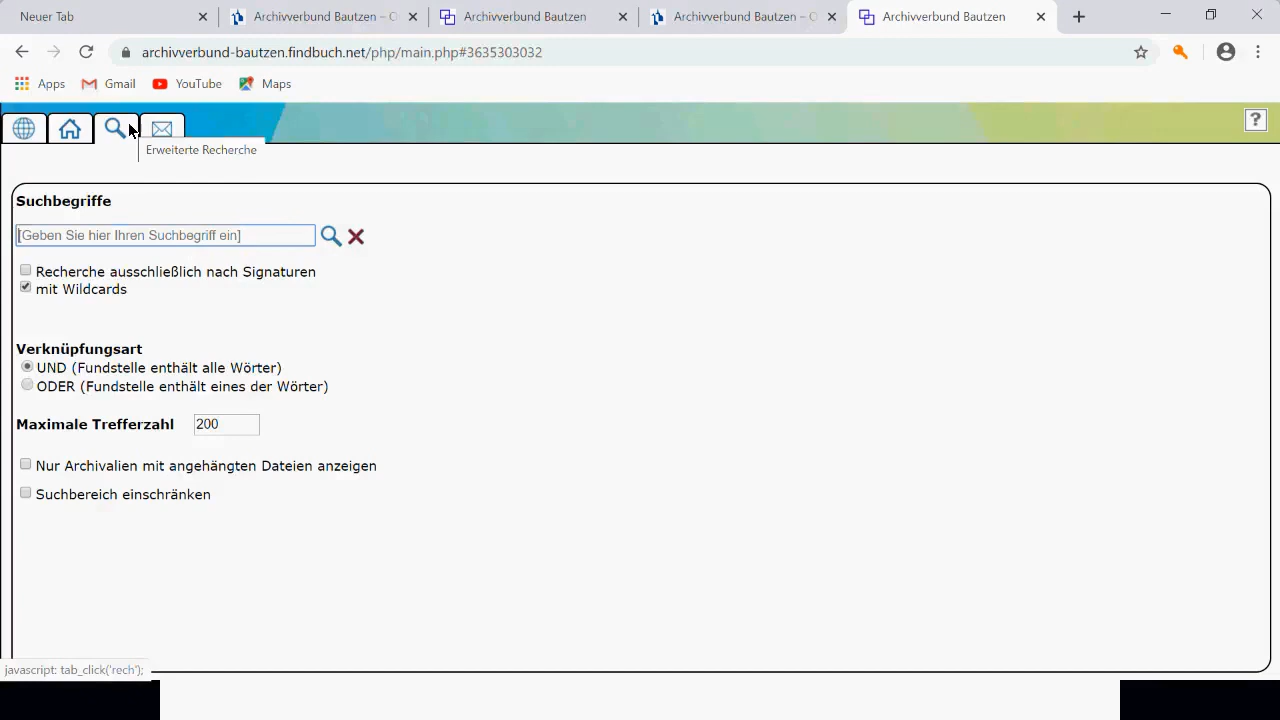 Neuer Tab
Archivverbund Bautzen – O
Archivverbund Bautzen
Archivverbund Bautzen – O
Archivverbund Bautzen
archivverbund-bautzen.findbuch.net/php/main.php#3635303032
Apps
Gmail
YouTube
Maps
?
Erweiterte Recherche
Suchbegriffe
[Geben Sie hier Ihren Suchbegriff ein]
Recherche ausschließlich nach Signaturen
mit Wildcards
Verknüpfungsart
UND (Fundstelle enthält alle Wörter)
ODER (Fundstelle enthält eines der Wörter)
Maximale Trefferzahl 200
Nur Archivalien mit angehängten Dateien anzeigen
Suchbereich einschränken
javascript: tab_click('rech');